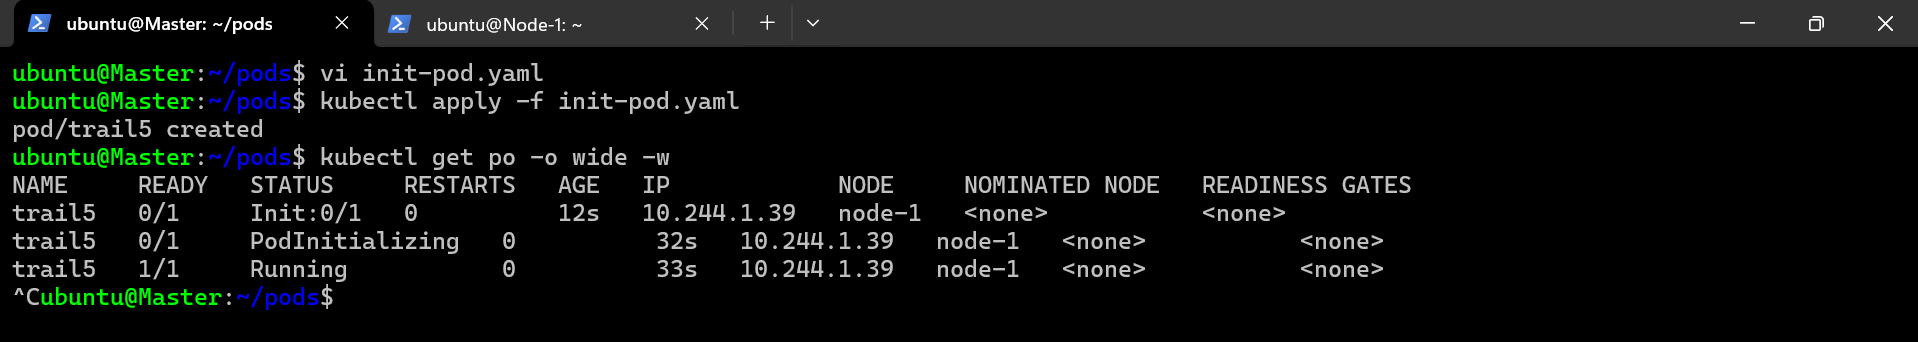 ubuntu@Master: ~/pods
ubuntu@Node-1: ~
ubuntu@Master:~/pods$ vi init-pod.yaml
ubuntu@Master:~/pods$ kubectl apply -f init-pod.yaml
pod/trail5 created
ubuntu@Master:~/pods$ kubectl get po -o wide -w
NAME     READY   STATUS     RESTARTS   AGE   IP            NODE     NOMINATED NODE   READINESS GATES
trail5   0/1     Init:0/1   0          12s   10.244.1.39   node-1   <none>           <none>
trail5   0/1     PodInitializing   0          32s   10.244.1.39   node-1   <none>           <none>
trail5   1/1     Running           0          33s   10.244.1.39   node-1   <none>           <none>
^Cubuntu@Master:~/pods$